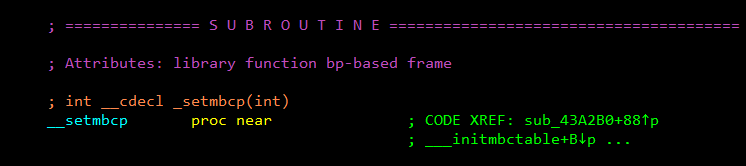 ; =============== S U B R O U T I N E =======================================
; Attributes: library function bp-based frame
; int __cdecl _setmbcp(int)
__setmbcp proc near ; CODE XREF: sub_43A2B0+88↑p
; ___initmbctable+B↓p ...